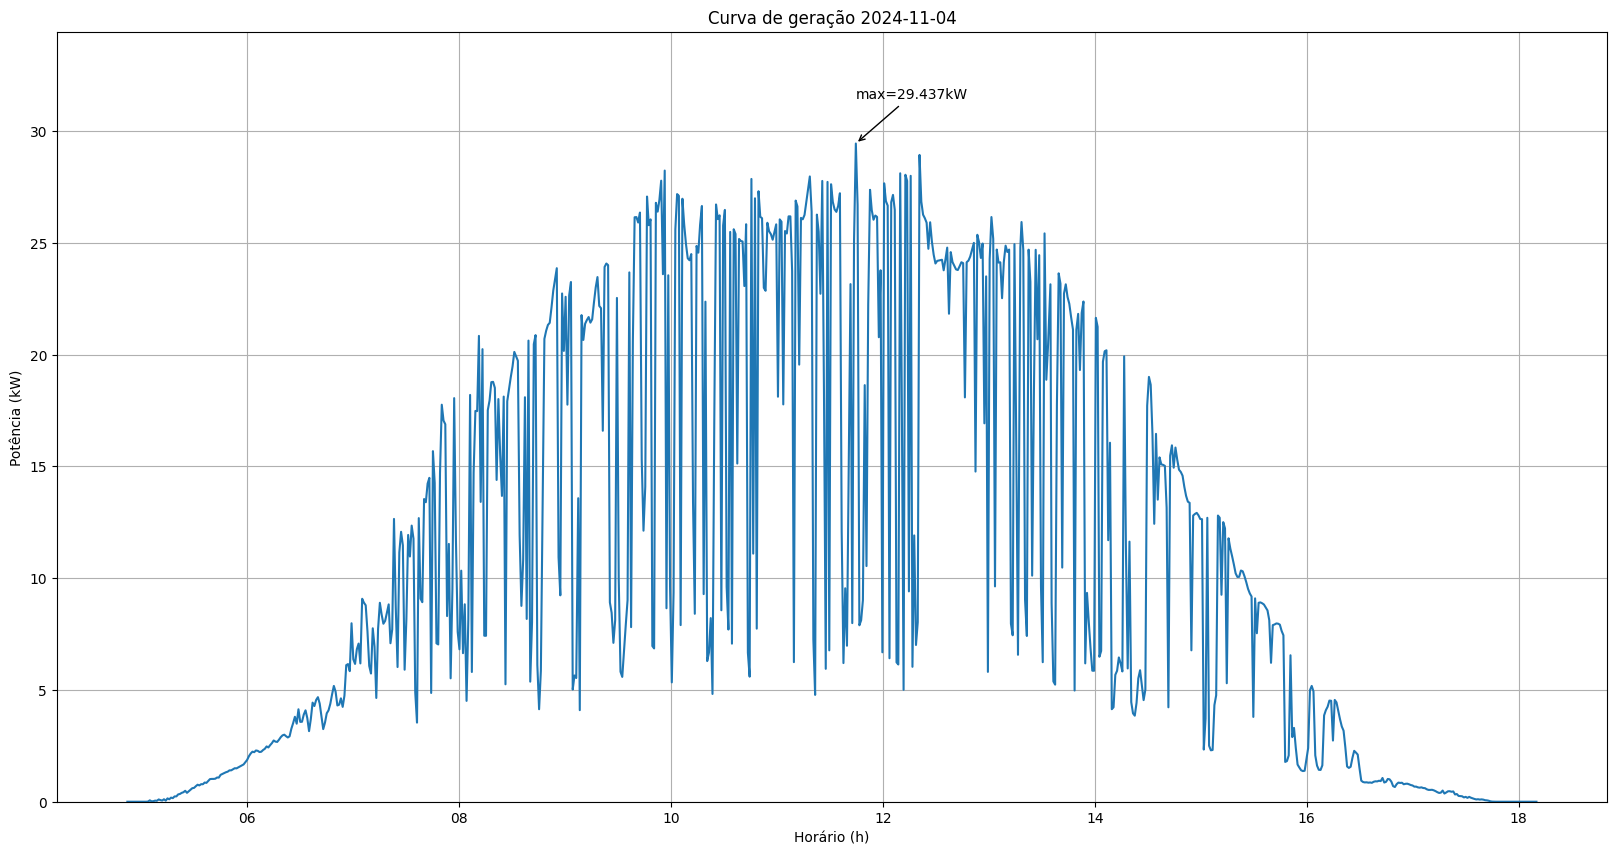 Curva de geração 2024-11-04
max=29.437kW
30
25
20
15
10
5
0
Potência (kW)
06 08 10 12 14 16 18
Horário (h)